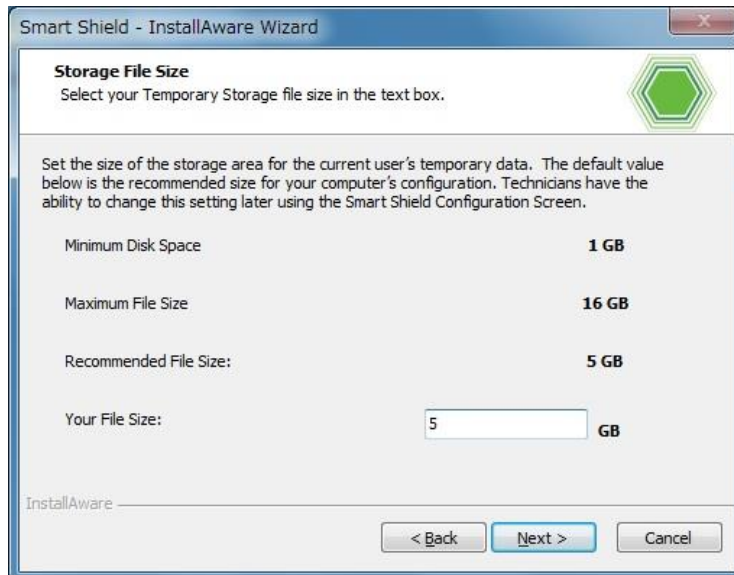 Smart Shield - InstallAware Wizard
Storage File Size
Select your Temporary Storage file size in the text box.
Set the size of the storage area for the current user's temporary data.  The default value
below is the recommended size for your computer's configuration. Technicians have the
ability to change this setting later using the Smart Shield Configuration Screen.
Minimum Disk Space 1 GB
Maximum File Size 16 GB
Recommended File Size: 5 GB
Your File Size: 5 GB
InstallAware
< Back Next > Cancel